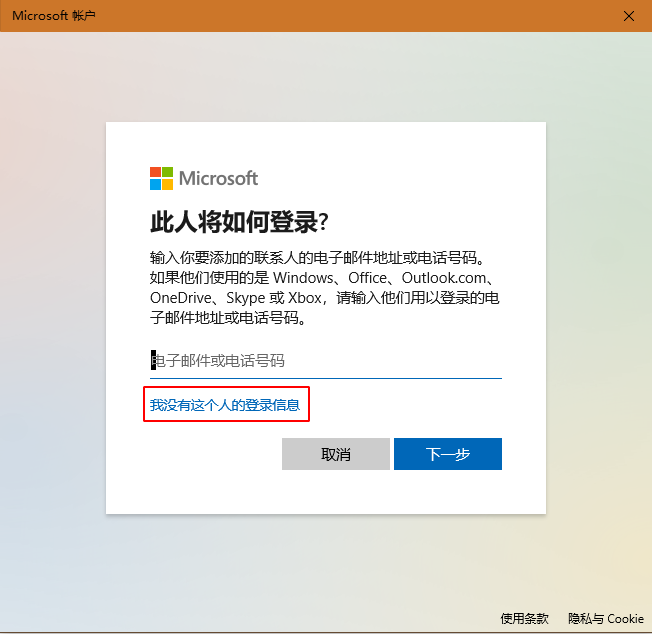 Microsoft 帐户
Microsoft
此人将如何登录?
输入你要添加的联系人的电子邮件地址或电话号码。
如果他们使用的是 Windows、Office、Outlook.com、
OneDrive、Skype 或 Xbox，请输入他们用以登录的电
子邮件地址或电话号码。
电子邮件或电话号码
我没有这个人的登录信息
取消
下一步
使用条款
隐私与 Cookie